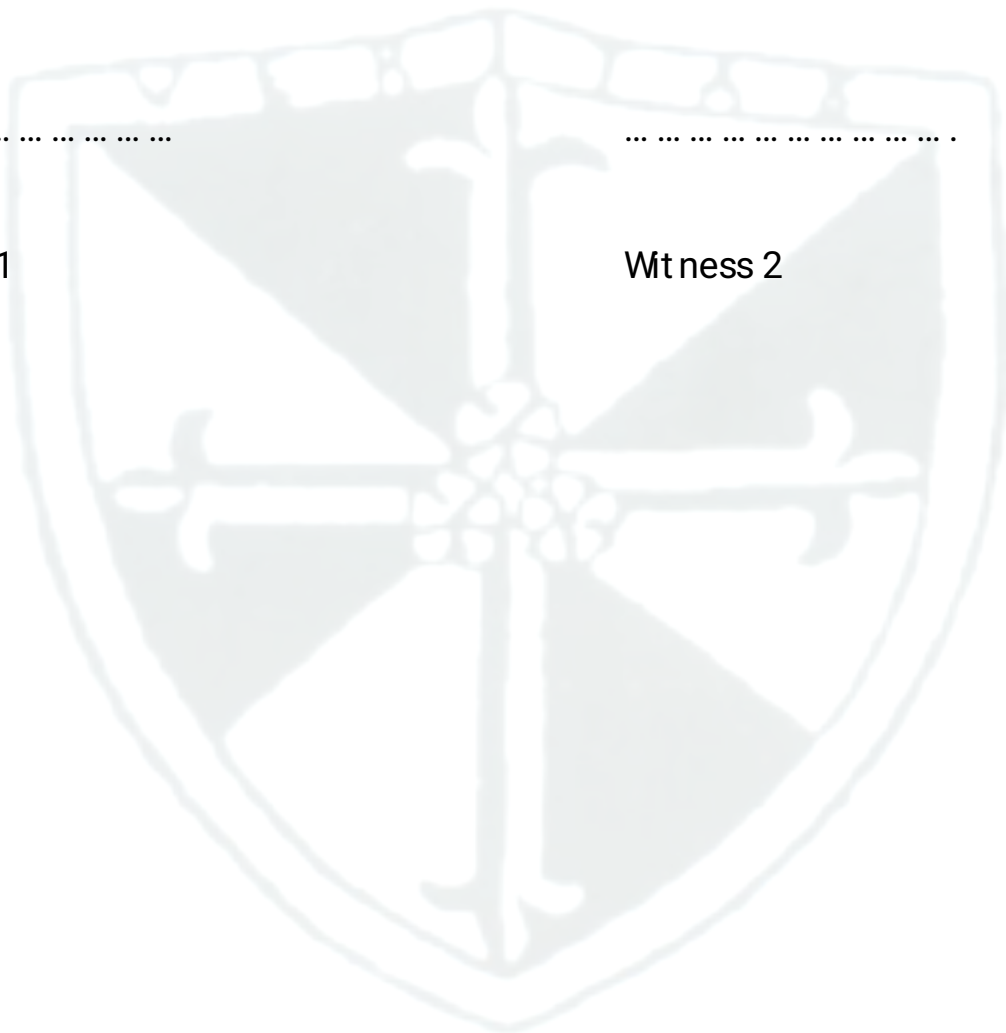 .. … … … … … … … … … … … … … … .
1 Witness 2